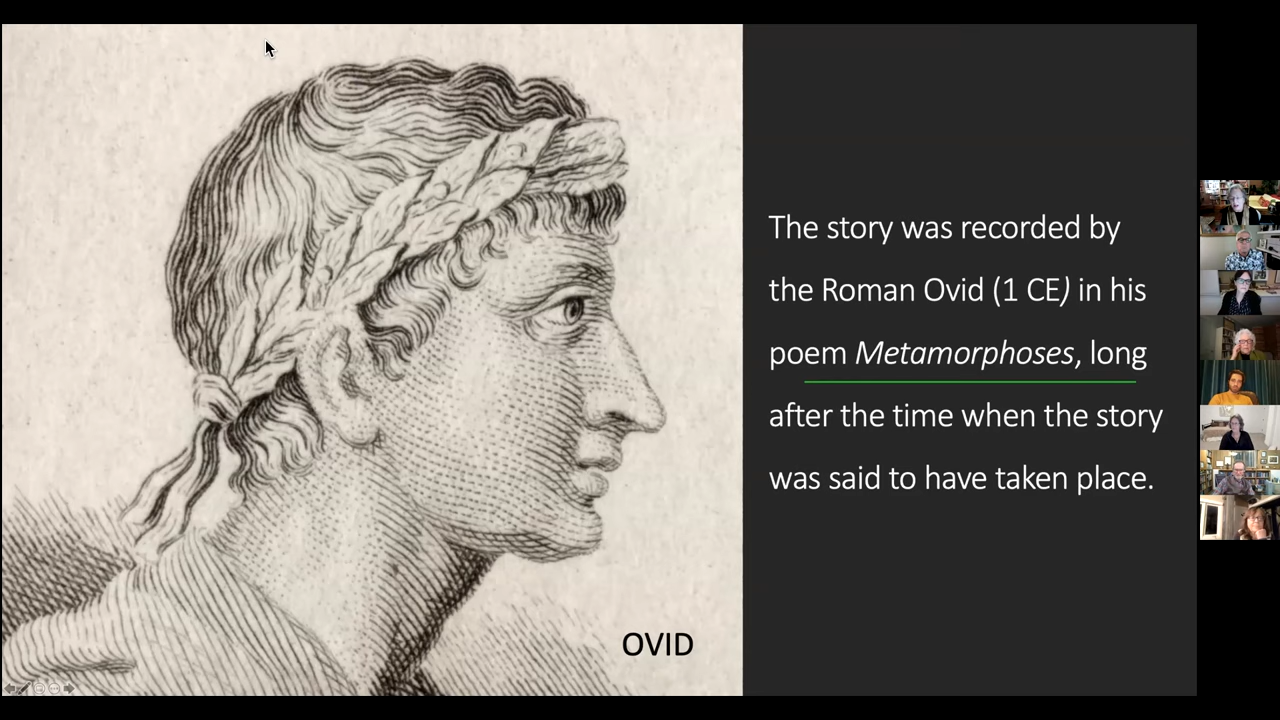 The story was recorded by
the Roman Ovid (1 CE) in his
poem Metamorphoses, long
after the time when the story
was said to have taken place.
OVID